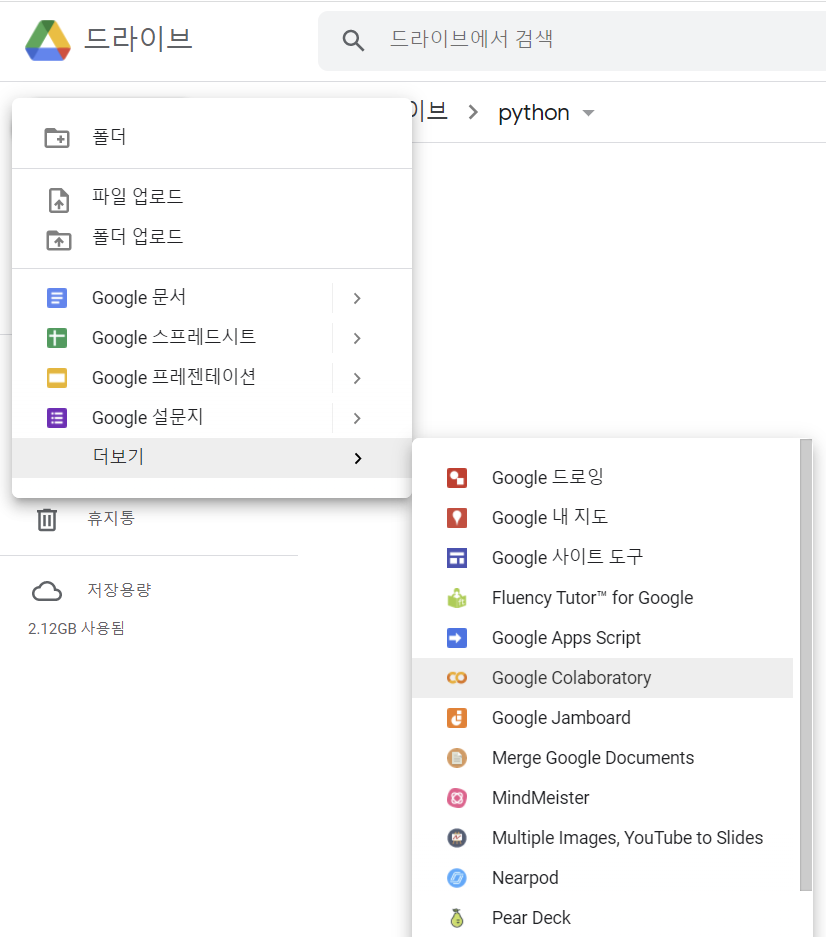 드라이브
드라이브에서 검색
이브 > python
폴더
파일 업로드
폴더 업로드
Google 문서
Google 스프레드시트
Google 프레젠테이션
Google 설문지
더보기
휴지통
저장용량
2.12GB 사용됨
Google 드로잉
Google 내 지도
Google 사이트 도구
Fluency Tutor™ for Google
Google Apps Script
Google Colaboratory
Google Jamboard
Merge Google Documents
MindMeister
Multiple Images, YouTube to Slides
Nearpod
Pear Deck